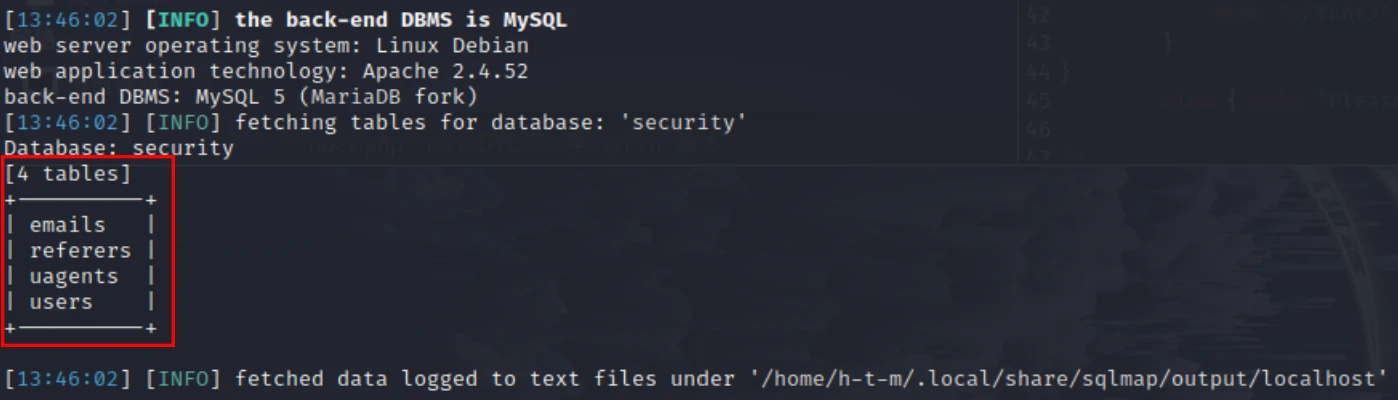 [13:46:02] [INFO] the back-end DBMS is MySQL
web server operating system: Linux Debian
web application technology: Apache 2.4.52
back-end DBMS: MySQL 5 (MariaDB fork)
[13:46:02] [INFO] fetching tables for database: 'security'
Database: security
[4 tables]
+----------+
| emails   |
| referers |
| uagents  |
| users    |
+----------+
[13:46:02] [INFO] fetched data logged to text files under '/home/h-t-m/.local/share/sqlmap/output/localhost'
42
43 }
44 }
45
46
47